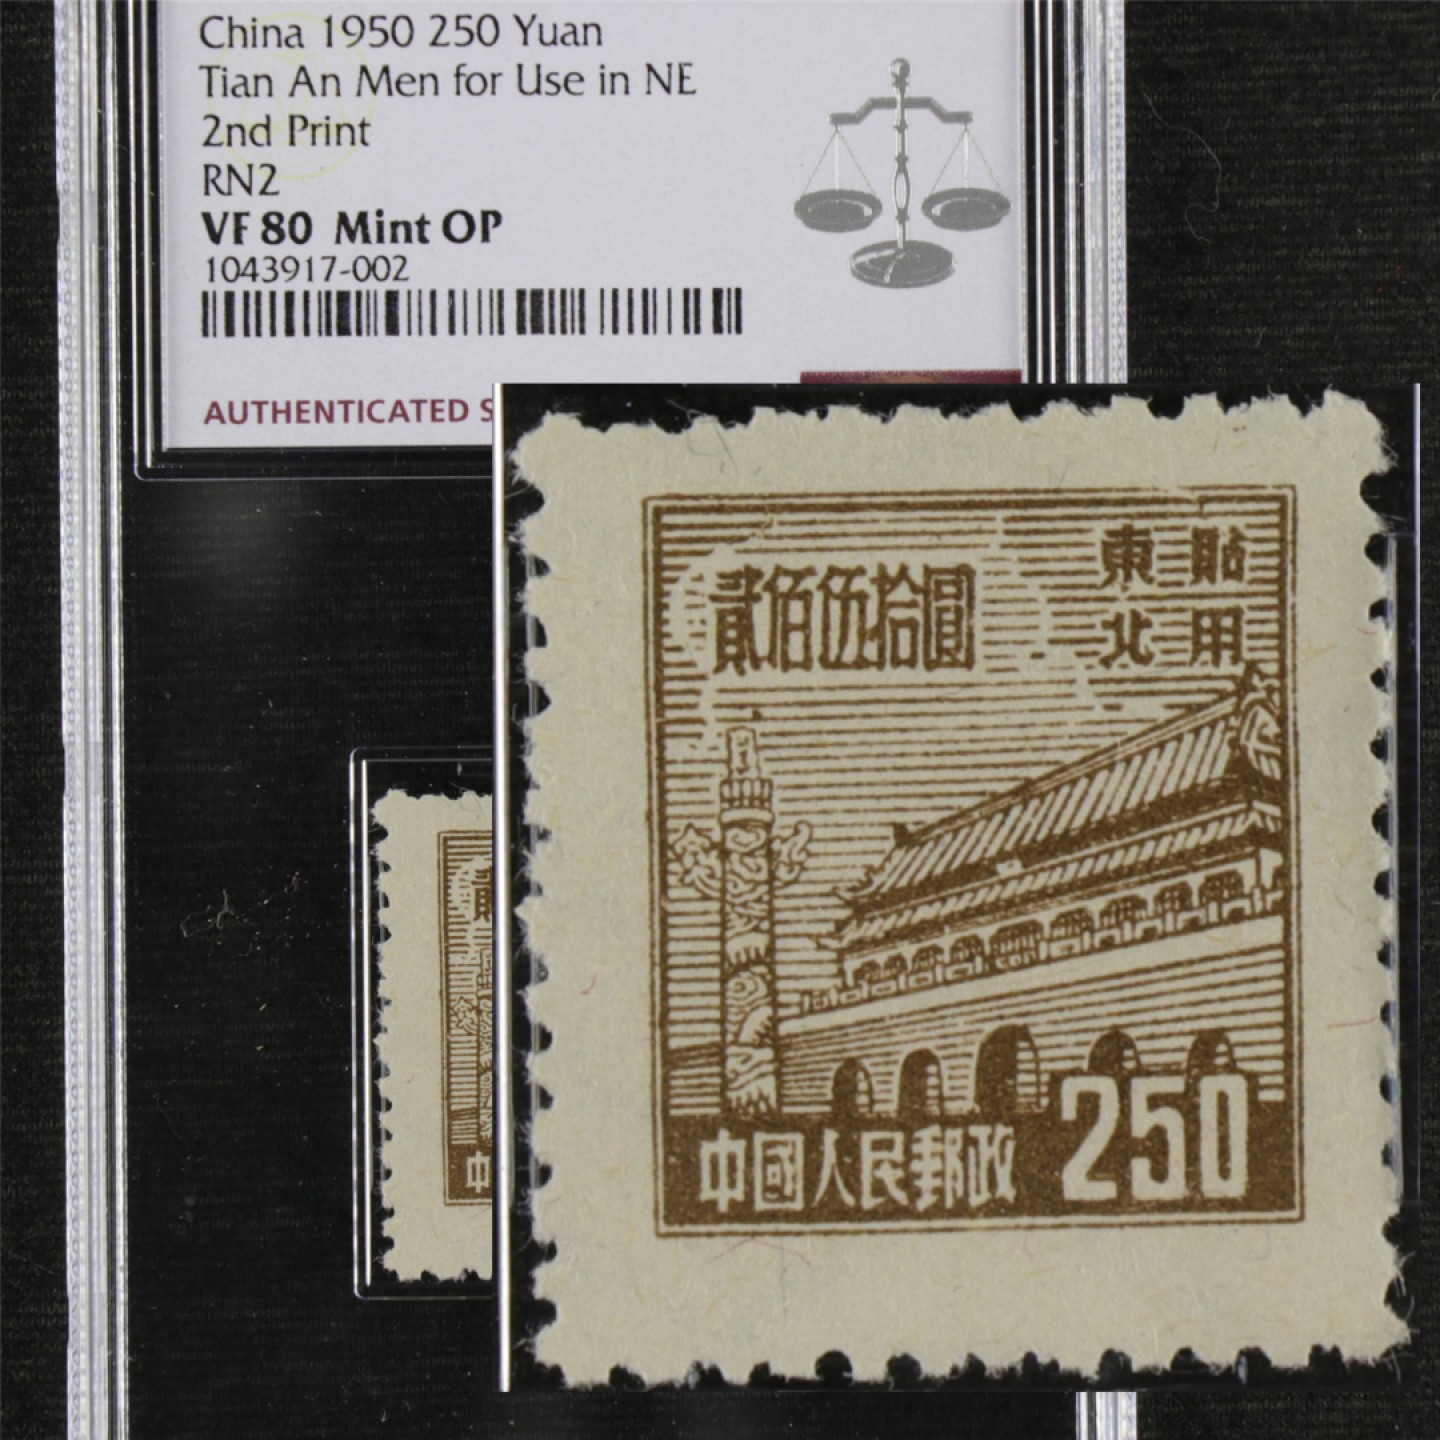 China 1950 250 Yuan
Tian An Men for Use in NE
2nd Print
RN2
VF 80 Mint OP
1043917-002
AUTHENTICATED S
東 貼
北 用
貳佰伍拾圓
中國人民郵政 250
中